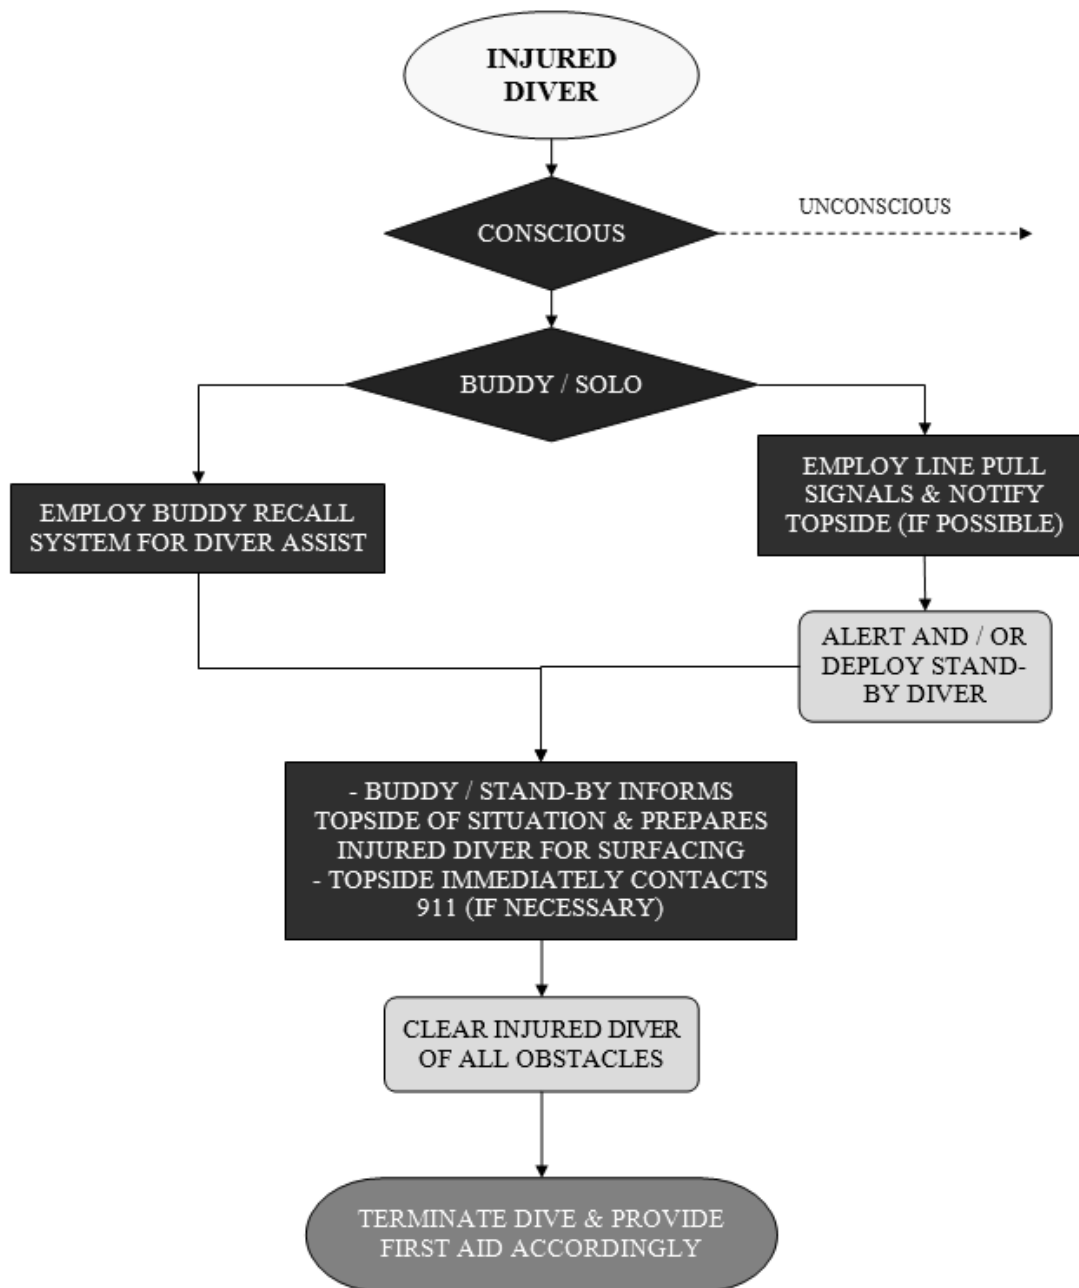 INJURED
DIVER
CONSCIOUS
UNCONSCIOUS
BUDDY / SOLO
EMPLOY BUDDY RECALL
SYSTEM FOR DIVER ASSIST
EMPLOY LINE PULL
SIGNALS & NOTIFY
TOPSIDE (IF POSSIBLE)
ALERT AND / OR
DEPLOY STAND-
BY DIVER
- BUDDY / STAND-BY INFORMS
TOPSIDE OF SITUATION & PREPARES
INJURED DIVER FOR SURFACING
- TOPSIDE IMMEDIATELY CONTACTS
911 (IF NECESSARY)
CLEAR INJURED DIVER
OF ALL OBSTACLES
TERMINATE DIVE & PROVIDE
FIRST AID ACCORDINGLY